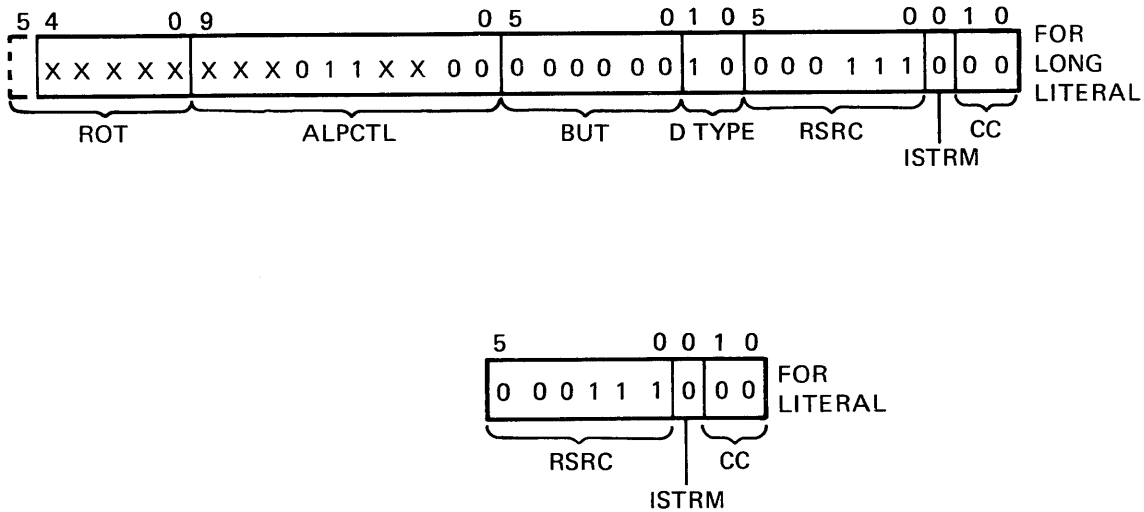 5 4 0 9 0 5 0 1 0 5 0 0 1 0
X X X X X X X X 0 1 1 X X 0 0 0 0 0 0 0 0 1 0 0 0 0 1 1 1 0 0 0
FOR
LONG
LITERAL
ROT ALPCTL BUT D TYPE RSRC CC
ISTRM
5 0 0 1 0
0 0 0 1 1 1 0 0 0
FOR
LITERAL
RSRC CC
ISTRM